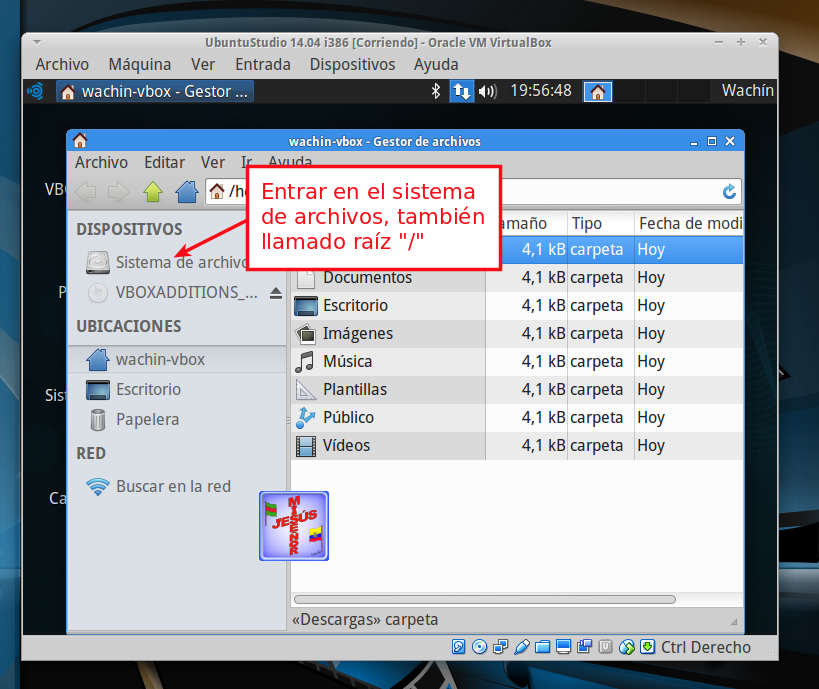 UbuntuStudio 14.04 i386 [Corriendo] - Oracle VM VirtualBox
Archivo Máquina Ver Entrada Dispositivos Ayuda
wachin-vbox - Gestor ... 19:56:48 Wachín
wachin-vbox - Gestor de archivos
Archivo Editar Ver Ir Ayuda
Entrar en el sistema
de archivos, también
llamado raíz "/"
DISPOSITIVOS
Sistema de archivo
VBOXADDITIONS_...
UBICACIONES
wachin-vbox
Escritorio
Papelera
RED
Buscar en la red
amaño Tipo Fecha de modi
4,1 kB carpeta Hoy
Documentos 4,1 kB carpeta Hoy
Escritorio 4,1 kB carpeta Hoy
Imágenes 4,1 kB carpeta Hoy
Música 4,1 kB carpeta Hoy
Plantillas 4,1 kB carpeta Hoy
Público 4,1 kB carpeta Hoy
Vídeos 4,1 kB carpeta Hoy
JESÚS
MI SEÑOR
«Descargas» carpeta
Ctrl Derecho